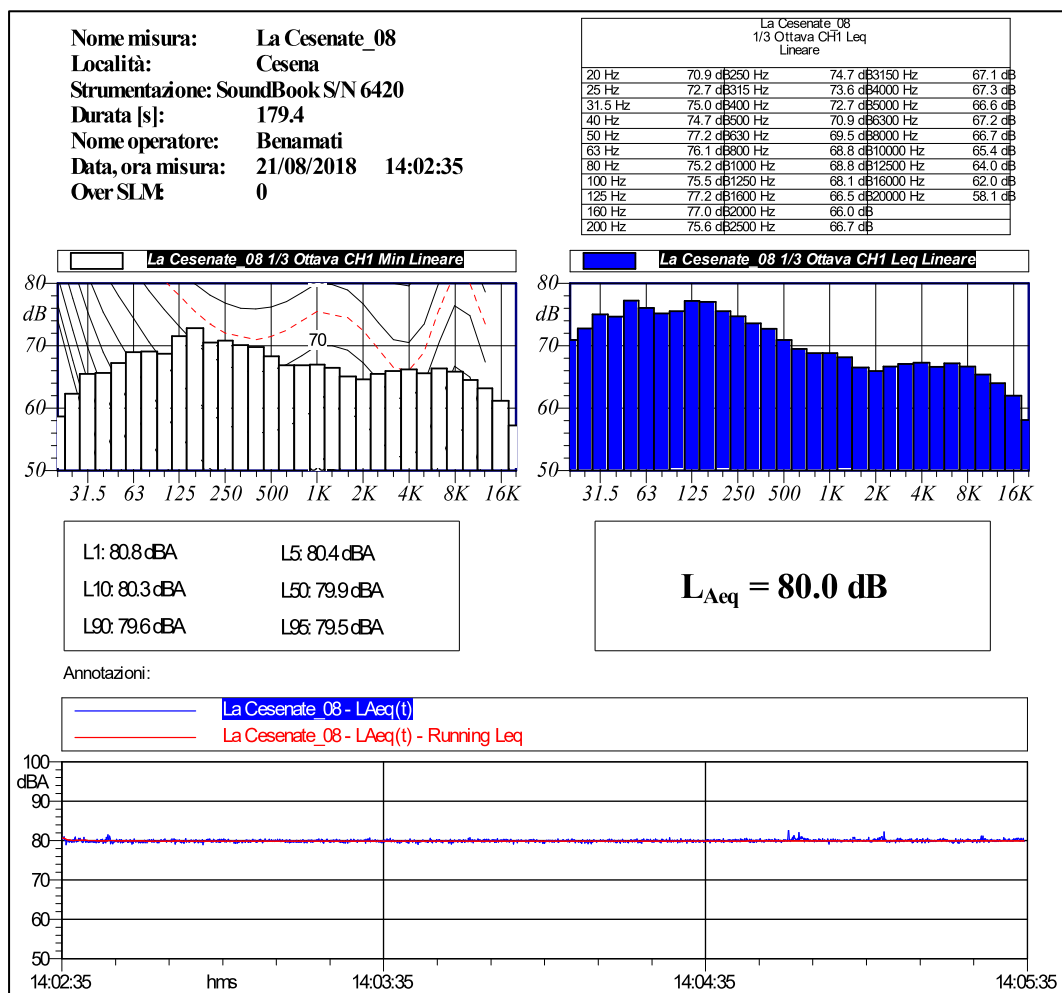 Nome misura: La Cesenate_08
Località: Cesena
Strumentazione: SoundBook S/N 6420
Durata [s]: 179.4
Nome operatore: Benamati
Data, ora misura: 21/08/2018 14:02:35
Over SLM: 0
La Cesenate_08
1/3 Ottava CH1 Leq
Lineare
20 Hz 70.9 dB 250 Hz 74.7 dB 3150 Hz 67.1 dB
25 Hz 72.7 dB 315 Hz 73.6 dB 4000 Hz 67.3 dB
31.5 Hz 75.0 dB 400 Hz 72.7 dB 5000 Hz 66.6 dB
40 Hz 74.7 dB 500 Hz 70.9 dB 6300 Hz 67.2 dB
50 Hz 77.2 dB 630 Hz 69.5 dB 8000 Hz 66.7 dB
63 Hz 76.1 dB 800 Hz 68.8 dB 10000 Hz 65.4 dB
80 Hz 75.2 dB 1000 Hz 68.8 dB 12500 Hz 64.0 dB
100 Hz 75.5 dB 1250 Hz 68.1 dB 16000 Hz 62.0 dB
125 Hz 77.2 dB 1600 Hz 66.5 dB 20000 Hz 58.1 dB
160 Hz 77.0 dB 2000 Hz 66.0 dB
200 Hz 75.6 dB 2500 Hz 66.7 dB
La Cesenate_08 1/3 Ottava CH1 Min Lineare
80
dB
70
60
50
70
31.5 63 125 250 500 1K 2K 4K 8K 16K
La Cesenate_08 1/3 Ottava CH1 Leq Lineare
80
dB
70
60
50
31.5 63 125 250 500 1K 2K 4K 8K 16K
L1: 80.8 dBA L5: 80.4 dBA
L10: 80.3 dBA L50: 79.9 dBA
L90: 79.6 dBA L95: 79.5 dBA
LAeq = 80.0 dB
Annotazioni:
La Cesenate_08 - LAeq(t)
La Cesenate_08 - LAeq(t) - Running Leq
100
dBA
90
80
70
60
50
14:02:35 hms 14:03:35 14:04:35 14:05:35